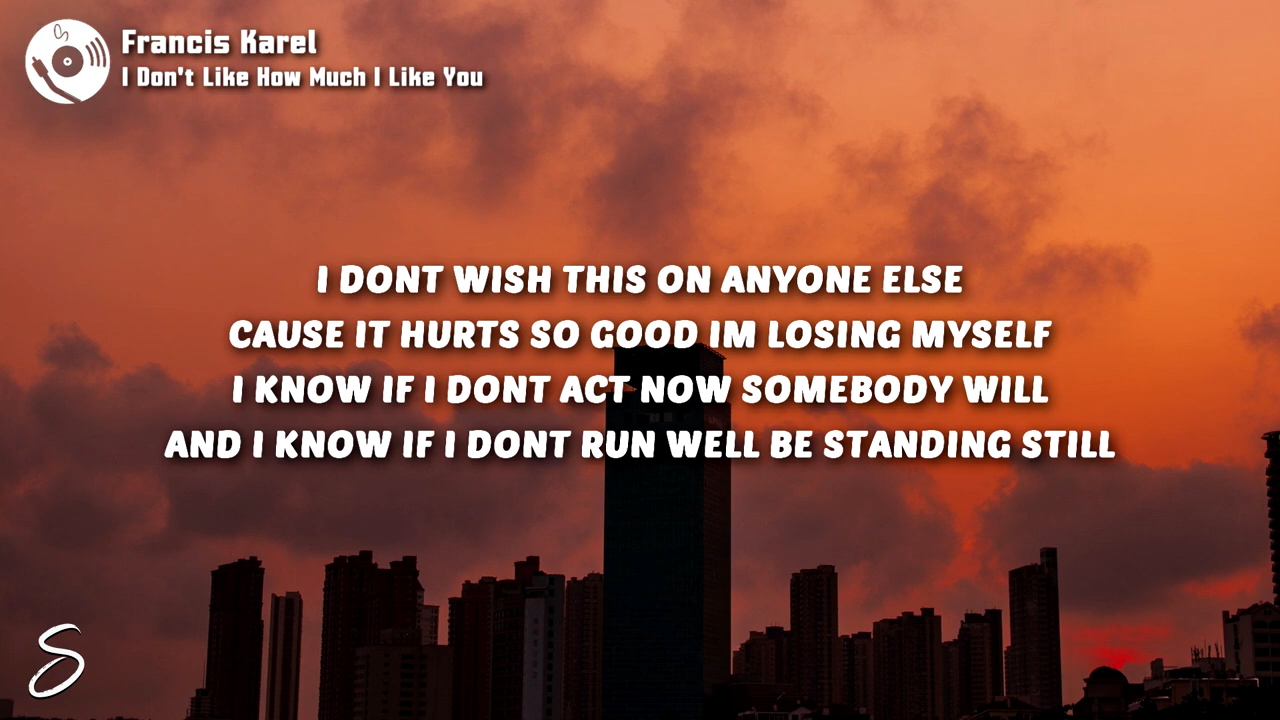 Francis Karel
I Don't Like How Much I Like You
I DONT WISH THIS ON ANYONE ELSE
CAUSE IT HURTS SO GOOD IM LOSING MYSELF
I KNOW IF I DONT ACT NOW SOMEBODY WILL
AND I KNOW IF I DONT RUN WELL BE STANDING STILL
S